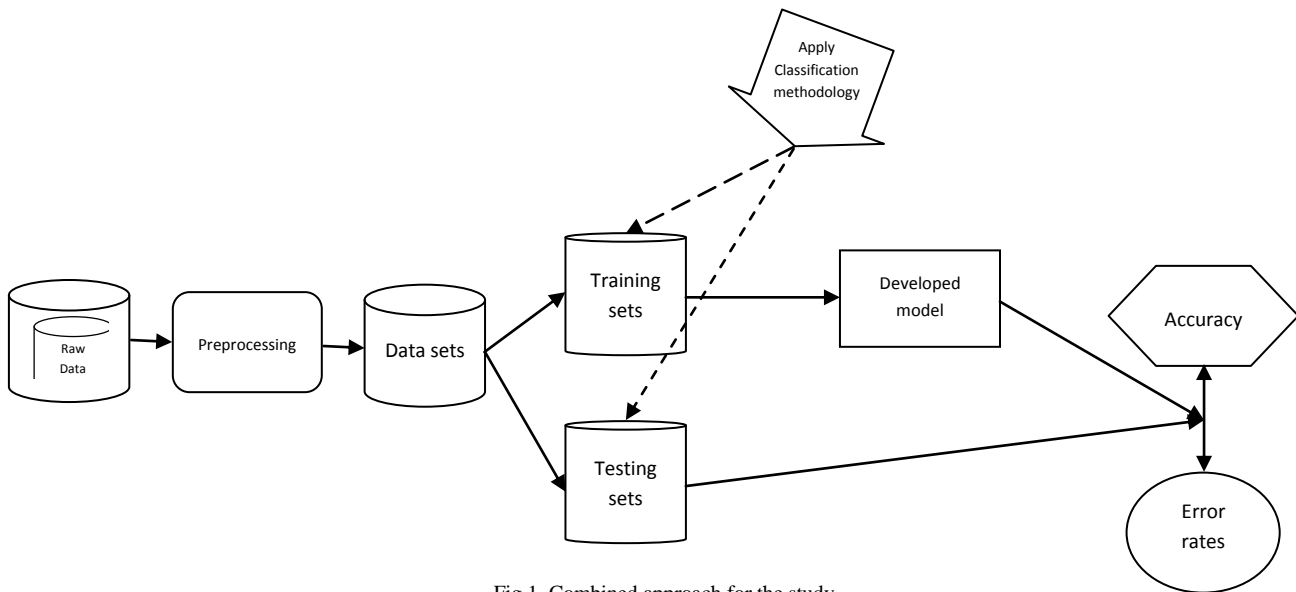 Apply
Classification
methodology
Training
sets
Developed
model
Accuracy
Raw
Data
Preprocessing
Data sets
Testing
sets
Error
rates
Fig 1. Combined approach for the study